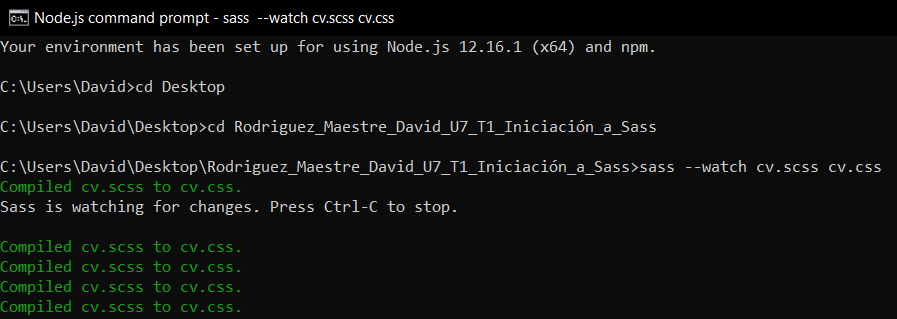 Node.js command prompt - sass  --watch cv.scss cv.css
Your environment has been set up for using Node.js 12.16.1 (x64) and npm.
C:\Users\David>cd Desktop
C:\Users\David\Desktop>cd Rodriguez_Maestre_David_U7_T1_Iniciación_a_Sass
C:\Users\David\Desktop\Rodriguez_Maestre_David_U7_T1_Iniciación_a_Sass>sass --watch cv.scss cv.css
Compiled cv.scss to cv.css.
Sass is watching for changes. Press Ctrl-C to stop.
Compiled cv.scss to cv.css.
Compiled cv.scss to cv.css.
Compiled cv.scss to cv.css.
Compiled cv.scss to cv.css.